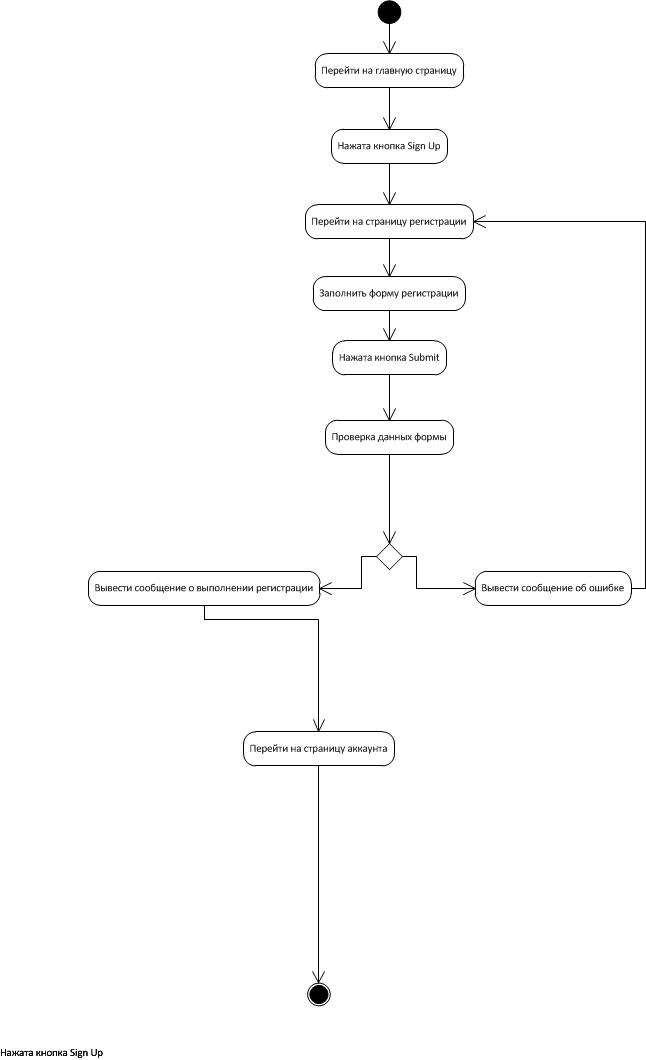 Перейти на главную страницу
Нажата кнопка Sign Up
Перейти на страницу регистрации
Заполнить форму регистрации
Нажата кнопка Submit
Проверка данных формы
Вывести сообщение о выполнении регистрации
Вывести сообщение об ошибке
Перейти на страницу аккаунта
Нажата кнопка Sign Up